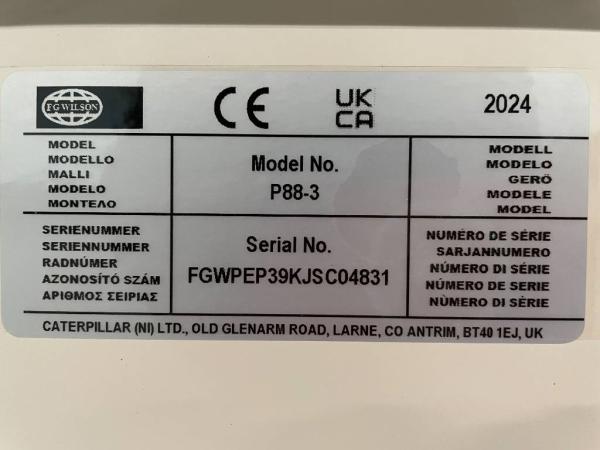 FG WILSON
CE
UK
CA
2024
MODEL
MODELLO
MALLI
MODELO
ΜΟΝΤΕΛΟ
Model No.
P88-3
MODELL
MODELO
GERÖ
MODELE
MODEL
SERIENUMMER
SERIENNUMMER
RADNÚMER
AZONOSÍTÓ SZÁM
ΑΡΙΘΜΟΣ ΣΕΙΡΙΑΣ
Serial No.
FGWPEP39KJSC04831
NUMÉRO DE SÉRIE
SARJANNUMERO
NÚMERO DI SÉRIE
NÚMERO DE SÉRIE
NÙMERO DI SÉRIE
CATERPILLAR (NI) LTD., OLD GLENARM ROAD, LARNE, CO ANTRIM, BT40 1EJ, UK